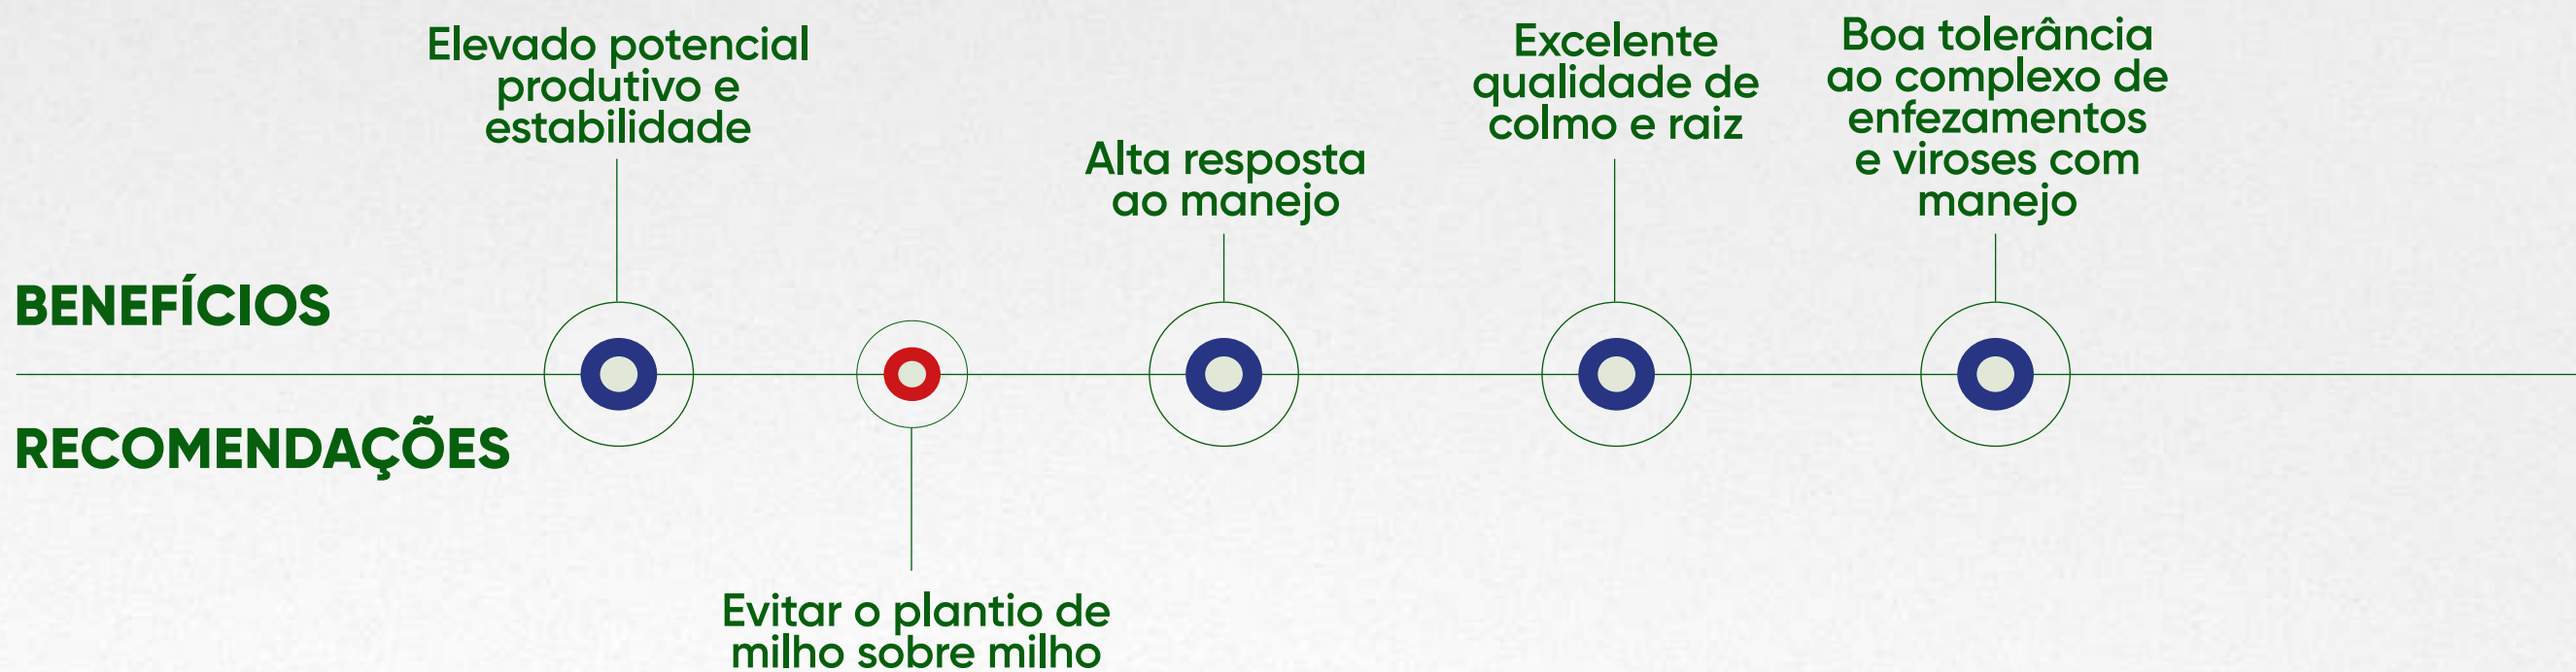 Elevado potencial
produtivo e
estabilidade
Alta resposta
ao manejo
Excelente
qualidade de
colmo e raiz
Boa tolerância
ao complexo de
enfezamentos
e viroses com
manejo
BENEFÍCIOS
RECOMENDAÇÕES
Evitar o plantio de
milho sobre milho